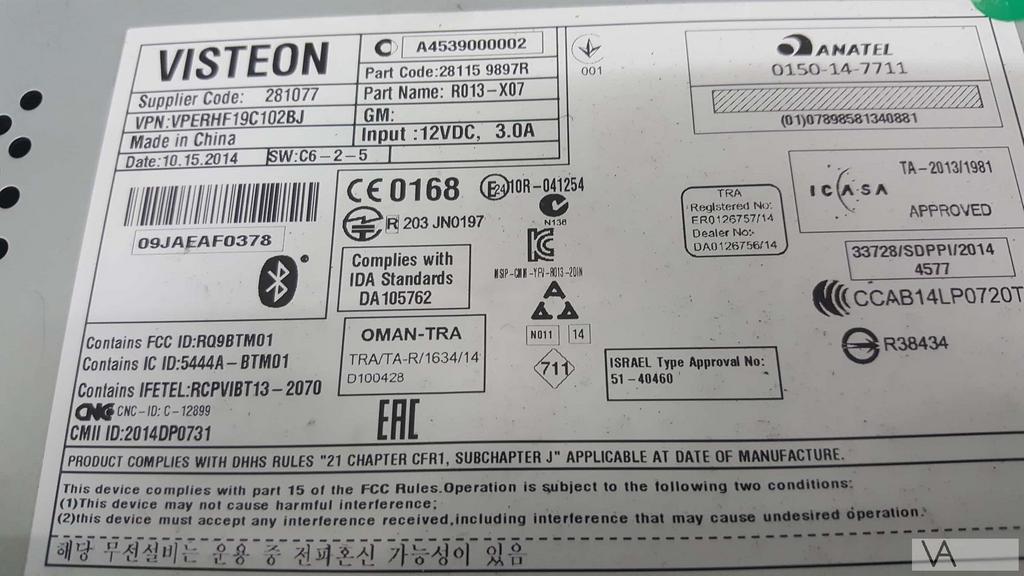 VISTEON
Supplier Code: 281077
VPN:VPERHF19C102BJ
Made in China
Date:10.15.2014 SW:C6-2-5
A4539000002
Part Code:28115 9897R
Part Name: R013-X07
GM:
Input :12VDC, 3.0A
001
ANATEL
0150-14-7711
(01)07898581340881
09JAEAF0378
CE 0168 E24 10R-041254
R 203 JN0197
N136
Complies with
IDA Standards
DA105762
TRA
Registered No:
ER0126757/14
Dealer No:
DA0126756/14
ICASA
TA-2013/1981
APPROVED
33728/SDPPI/2014
4577
CCAB14LP0720T
R38434
N011 14
711
OMAN-TRA
TRA/TA-R/1634/14
D100428
ISRAEL Type Approval No:
51-40460
Contains FCC ID:RQ9BTM01
Contains IC ID:5444A-BTM01
Contains IFETEL:RCPVIBT13-2070
CNC CNC-ID: C-12899
CMII ID:2014DP0731
EAC
PRODUCT COMPLIES WITH DHHS RULES "21 CHAPTER CFR1, SUBCHAPTER J" APPLICABLE AT DATE OF MANUFACTURE.
This device complies with part 15 of the FCC Rules.Operation is subject to the following two conditions:
(1)This device may not cause harmful interference;
(2)this device must accept any interference received,including interference that may cause undesired operation.
해당 무선설비는 운용 중 전파혼신 가능성이 있음
VA